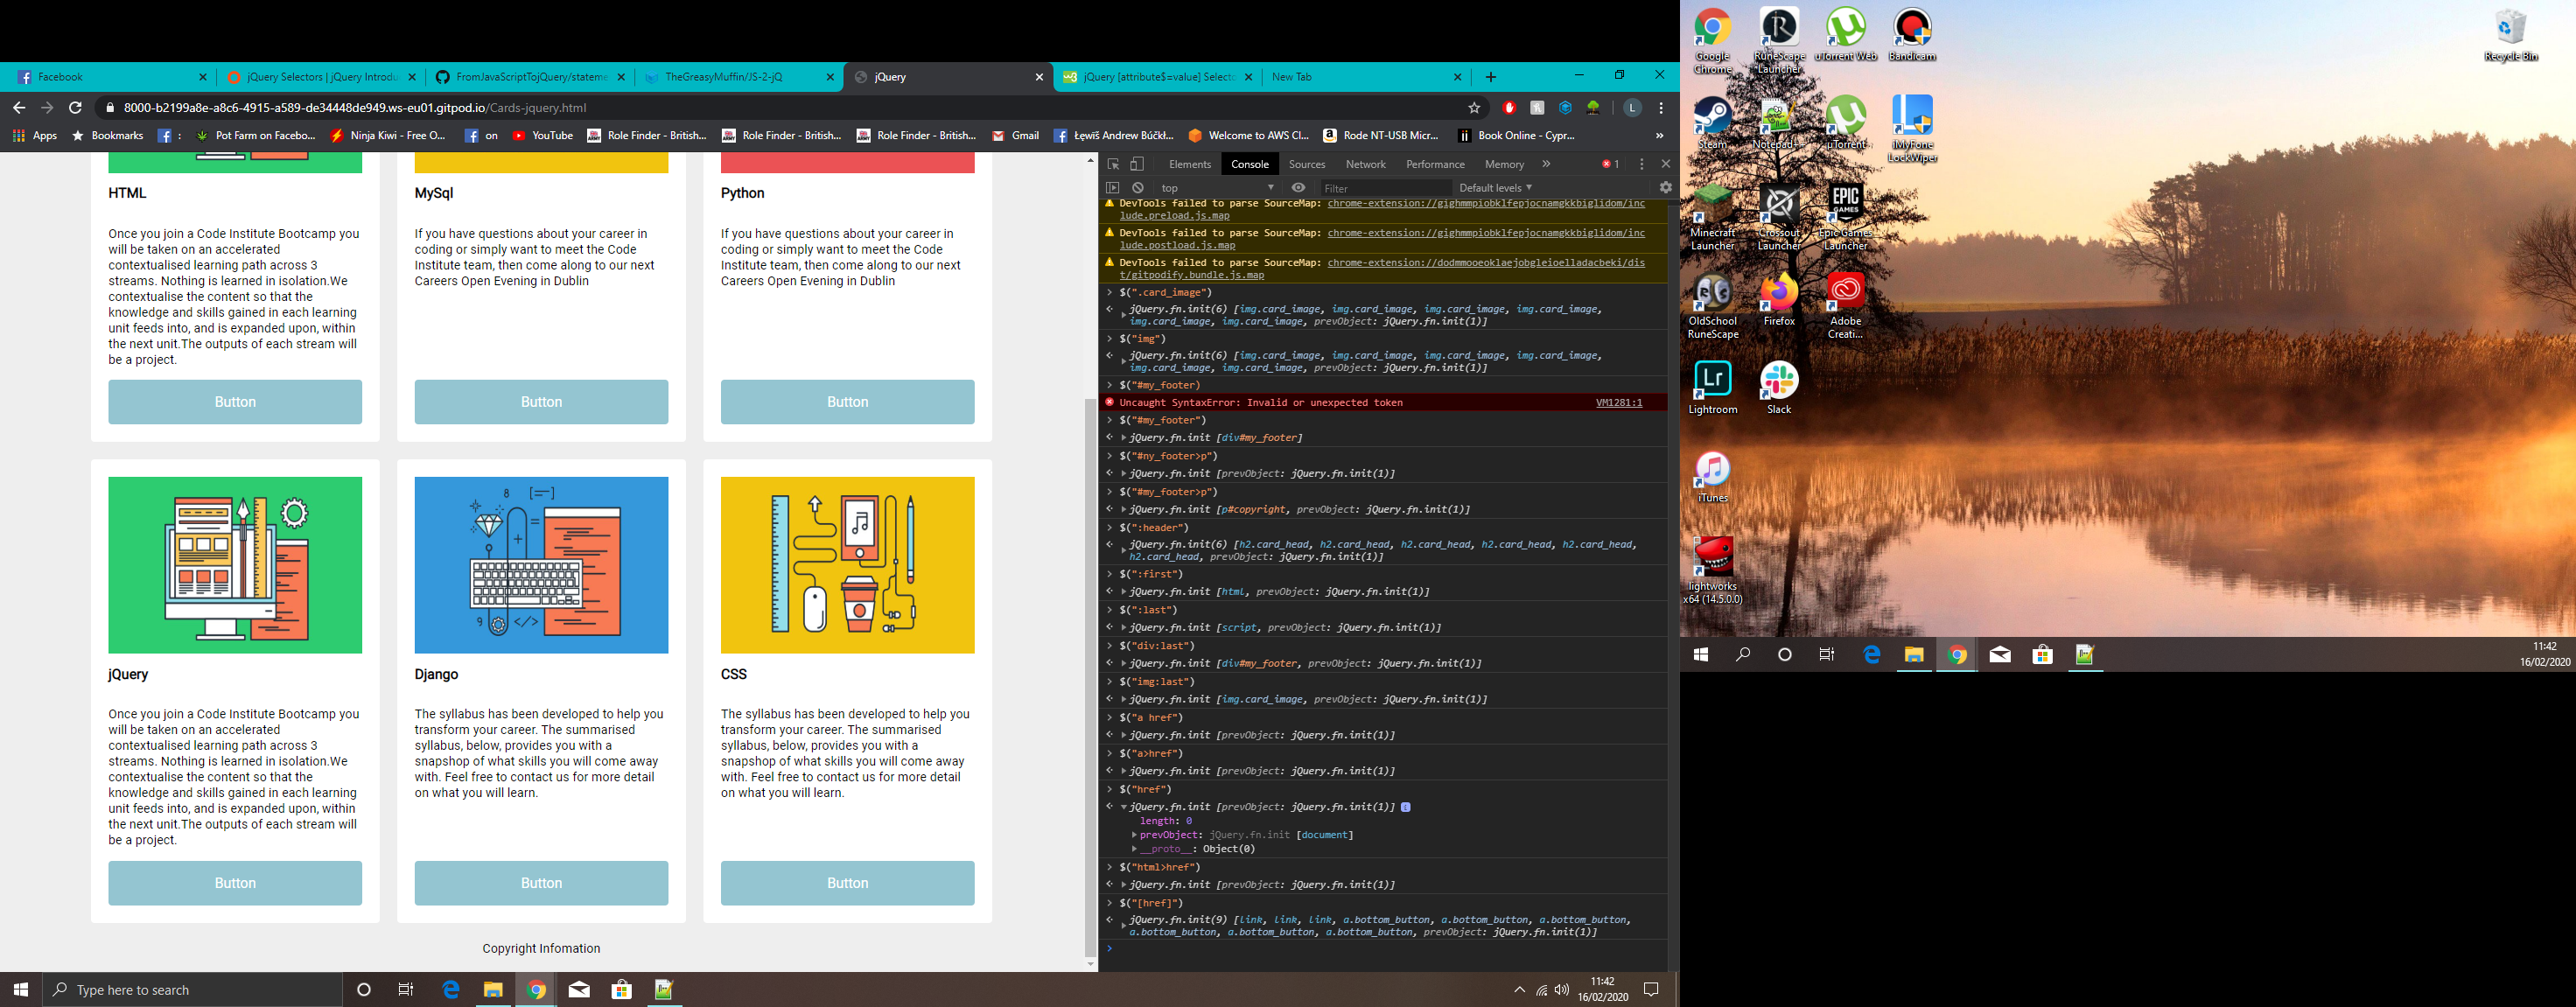 Facebook
jQuery Selectors | jQuery Introdu
FromJavaScriptTojQuery/stateme
TheGreasyMuffin/JS-2-jQ
jQuery
jQuery [attribute$=value] Selecto
New Tab
8000-b2199a8e-a8c6-4915-a589-de34448de949.ws-eu01.gitpod.io/Cards-jquery.html
L
Apps
Bookmarks
:
Pot Farm on Facebo...
Ninja Kiwi - Free O...
on
YouTube
Role Finder - British...
Role Finder - British...
Role Finder - British...
Gmail
Łęwïš Andrew Búčkł...
Welcome to AWS Cl...
Rode NT-USB Micr...
Book Online - Cypr...
»
HTML
Once you join a Code Institute Bootcamp you
will be taken on an accelerated
contextualised learning path across 3
streams. Nothing is learned in isolation.We
contextualise the content so that the
knowledge and skills gained in each learning
unit feeds into, and is expanded upon, within
the next unit.The outputs of each stream will
be a project.
Button
MySql
If you have questions about your career in
coding or simply want to meet the Code
Institute team, then come along to our next
Careers Open Evening in Dublin
Button
Python
If you have questions about your career in
coding or simply want to meet the Code
Institute team, then come along to our next
Careers Open Evening in Dublin
Button
jQuery
Once you join a Code Institute Bootcamp you
will be taken on an accelerated
contextualised learning path across 3
streams. Nothing is learned in isolation.We
contextualise the content so that the
knowledge and skills gained in each learning
unit feeds into, and is expanded upon, within
the next unit.The outputs of each stream will
be a project.
Button
8 [=-]
9 </>
Django
The syllabus has been developed to help you
transform your career. The summarised
syllabus, below, provides you with a
snapshop of what skills you will come away
with. Feel free to contact us for more detail
on what you will learn.
Button
CSS
The syllabus has been developed to help you
transform your career. The summarised
syllabus, below, provides you with a
snapshop of what skills you will come away
with. Feel free to contact us for more detail
on what you will learn.
Button
Copyright Infomation
Elements
Console
Sources
Network
Performance
Memory
»
1
top
Filter
Default levels
DevTools failed to parse SourceMap: chrome-extension://gighmmpiobklfepjocnamgkkbiglidom/inc
lude.preload.js.map
DevTools failed to parse SourceMap: chrome-extension://gighmmpiobklfepjocnamgkkbiglidom/inc
lude.postload.js.map
DevTools failed to parse SourceMap: chrome-extension://dodmmooeoklaejobgleioelladacbeki/dis
t/gitpodify.bundle.js.map
$(".card_image")
jQuery.fn.init(6) [img.card_image, img.card_image, img.card_image, img.card_image,
img.card_image, img.card_image, prevObject: jQuery.fn.init(1)]
$("img")
jQuery.fn.init(6) [img.card_image, img.card_image, img.card_image, img.card_image,
img.card_image, img.card_image, prevObject: jQuery.fn.init(1)]
$("#my_footer)
Uncaught SyntaxError: Invalid or unexpected token VM1281:1
$("#my_footer")
jQuery.fn.init [div#my_footer]
$("#ny_footer>p")
jQuery.fn.init [prevObject: jQuery.fn.init(1)]
$("#my_footer>p")
jQuery.fn.init [p#copyright, prevObject: jQuery.fn.init(1)]
$(":header")
jQuery.fn.init(6) [h2.card_head, h2.card_head, h2.card_head, h2.card_head, h2.card_head,
h2.card_head, prevObject: jQuery.fn.init(1)]
$(":first")
jQuery.fn.init [html, prevObject: jQuery.fn.init(1)]
$(":last")
jQuery.fn.init [script, prevObject: jQuery.fn.init(1)]
$("div:last")
jQuery.fn.init [div#my_footer, prevObject: jQuery.fn.init(1)]
$("img:last")
jQuery.fn.init [img.card_image, prevObject: jQuery.fn.init(1)]
$("a href")
jQuery.fn.init [prevObject: jQuery.fn.init(1)]
$("a>href")
jQuery.fn.init [prevObject: jQuery.fn.init(1)]
$("href")
jQuery.fn.init [prevObject: jQuery.fn.init(1)] i
length: 0
prevObject: jQuery.fn.init [document]
__proto__: Object(0)
$("html>href")
jQuery.fn.init [prevObject: jQuery.fn.init(1)]
$("[href]")
jQuery.fn.init(9) [link, link, link, a.bottom_button, a.bottom_button, a.bottom_button,
a.bottom_button, a.bottom_button, a.bottom_button, prevObject: jQuery.fn.init(1)]
Type here to search
11:42
16/02/2020
Google
Chrome
RuneScape
Launcher
uTorrent Web
Bandicam
Recycle Bin
Steam
Notepad++
µTorrent
iMyFone
LockWiper
Minecraft
Launcher
Crossout
Launcher
EPIC
GAMES
Epic Games
Launcher
OldSchool
RuneScape
Firefox
Adobe
Creati...
Lr
Lightroom
Slack
iTunes
lightworks
x64 (14.5.0.0)
11:42
16/02/2020